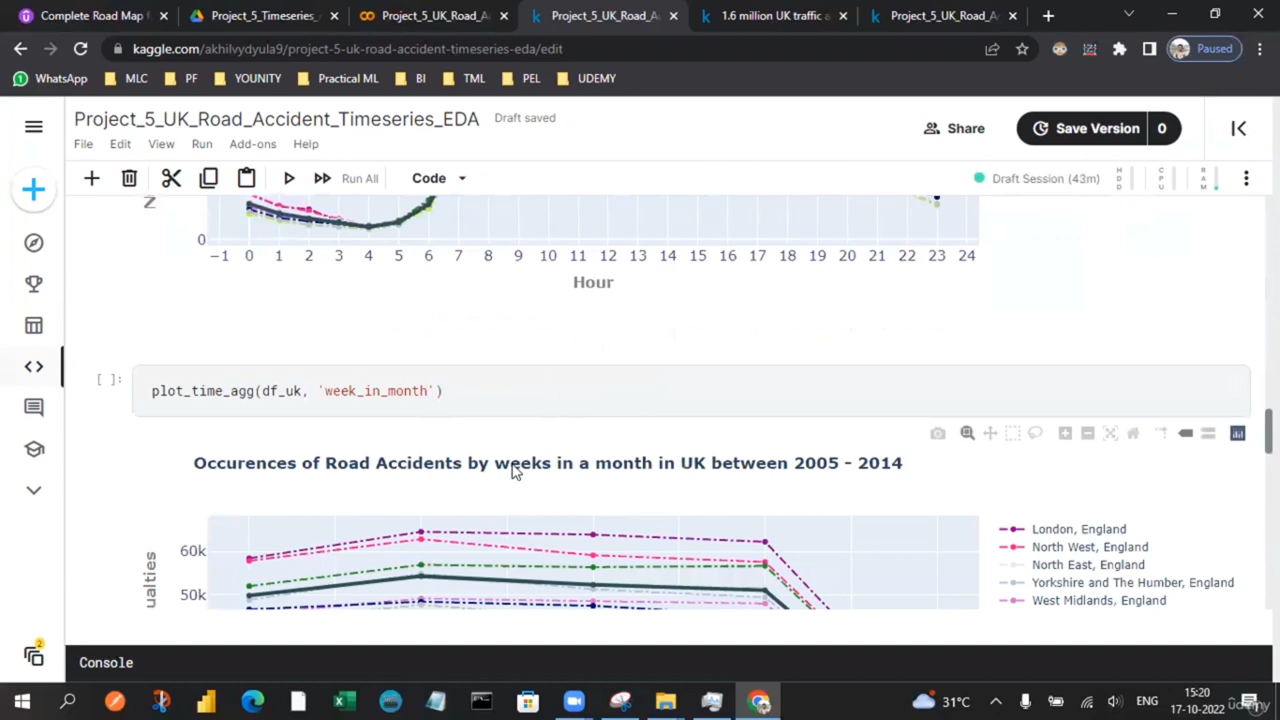 Complete Road Map f
Project_5_Timeseries_
Project_5_UK_Road_A
Project_5_UK_Road_A
1.6 million UK traffic a
Project_5_UK_Road_A
kaggle.com/akhilvydyula9/project-5-uk-road-accident-timeseries-eda/edit
Paused
WhatsApp
MLC
PF
YOUNITY
Practical ML
BI
TML
PEL
UDEMY
Project_5_UK_Road_Accident_Timeseries_EDA
Draft saved
Share
Save Version
0
File
Edit
View
Run
Add-ons
Help
Run All
Code
Draft Session (43m)
HDD
CPU
RAM
N
0
−1 0 1 2 3 4 5 6 7 8 9 10 11 12 13 14 15 16 17 18 19 20 21 22 23 24
Hour
[ ]:
plot_time_agg(df_uk, 'week_in_month')
Occurences of Road Accidents by weeks in a month in UK between 2005 - 2014
60k
50k
ualties
London, England
North West, England
North East, England
Yorkshire and The Humber, England
West Midlands, England
2
Console
31°C
ENG
15:20
17-10-2022
udemy